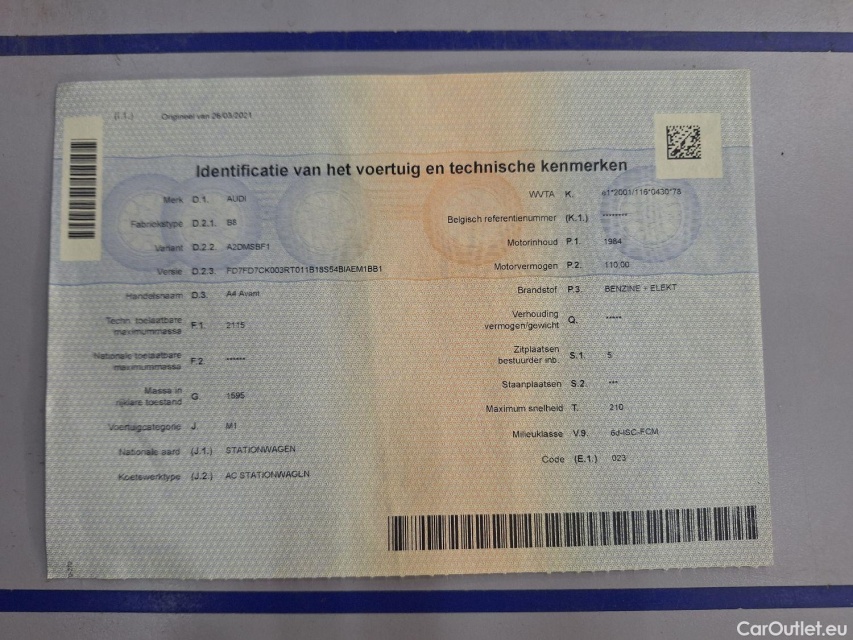 (I.1.) Origineel van 26/03/2021
Identificatie van het voertuig en technische kenmerken
Merk D.1. AUDI
Fabriekstype D.2.1. B8
Variant D.2.2. A2DMSBF1
Versie D.2.3. FD7FD7CK003RT011B18S54BIAEM1BB1
Handelsnaam D.3. A4 Avant
Techn. toelaatbare
maximummassa F.1. 2115
Nationale toelaatbare
maximummassa F.2. ******
Massa in
rijklare toestand G. 1595
Voertuigcategorie J. M1
Nationale aard (J.1.) STATIONWAGEN
Koetswerktype (J.2.) AC STATIONWAGEN
WVTA K. e1*2001/116*0430*78
Belgisch referentienummer (K.1.) ********
Motorinhoud P.1. 1984
Motorvermogen P.2. 110,00
Brandstof P.3. BENZINE + ELEKT
Verhouding
vermogen/gewicht Q. *****
Zitplaatsen
bestuurder inb. S.1. 5
Staanplaatsen S.2. ***
Maximum snelheid T. 210
Milieuklasse V.9. 6d-ISC-FCM
Code (E.1.) 023
CarOutlet.eu